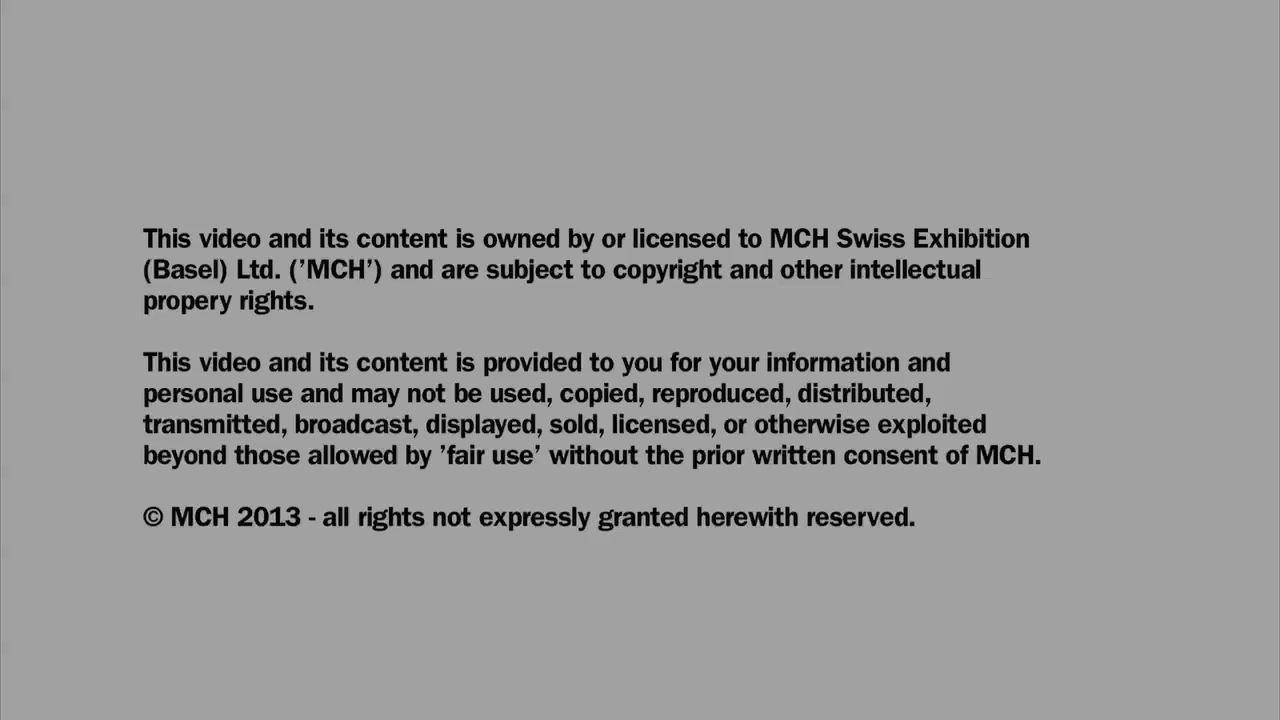 This video and its content is owned by or licensed to MCH Swiss Exhibition
(Basel) Ltd. (’MCH’) and are subject to copyright and other intellectual
propery rights.
This video and its content is provided to you for your information and
personal use and may not be used, copied, reproduced, distributed,
transmitted, broadcast, displayed, sold, licensed, or otherwise exploited
beyond those allowed by ’fair use’ without the prior written consent of MCH.
© MCH 2013 - all rights not expressly granted herewith reserved.